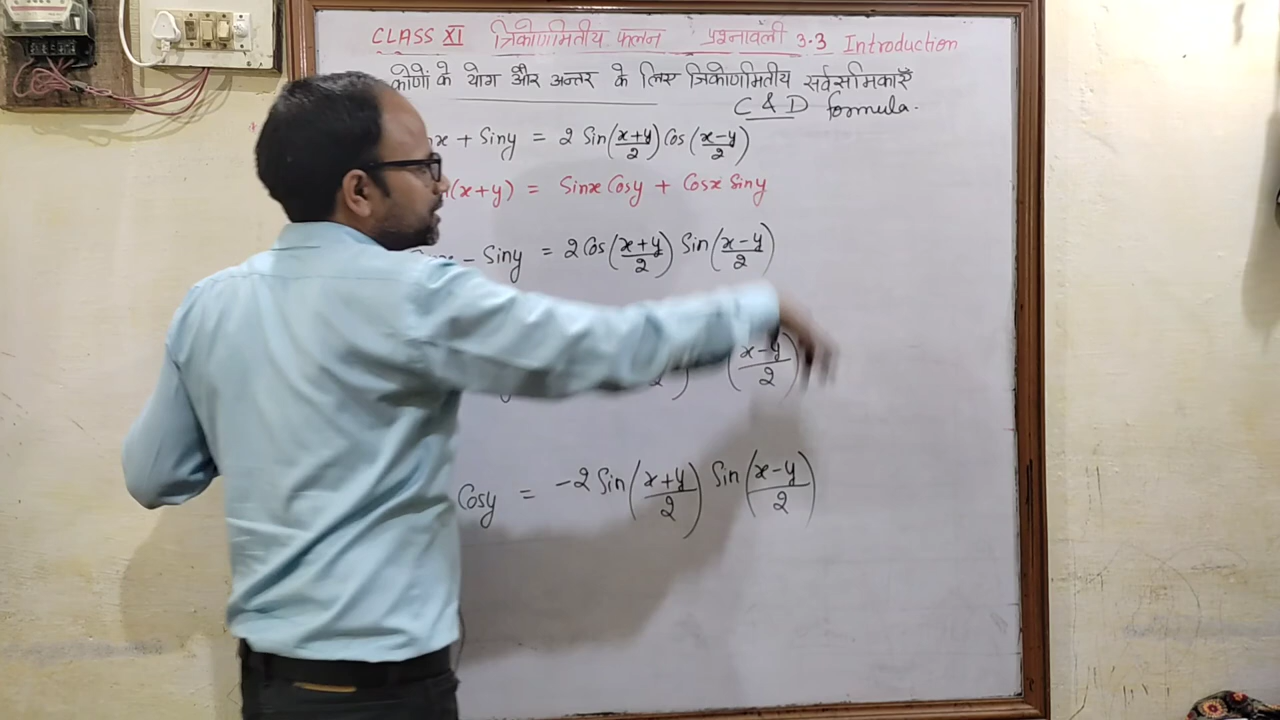 CLASS XI त्रिकोणमितीय फलन प्रश्नावली 3.3 Introduction
कोणों के योग और अन्तर के लिए त्रिकोणमितीय सर्वसमिकाएँ
C & D formula.
x + Siny = 2 Sin(x+y/2) Cos(x-y/2)
(x+y) = Sinx Cosy + Cosx Siny
- Siny = 2 Cos(x+y/2) Sin(x-y/2)
(x-y/2)
Cosy = -2 Sin(x+y/2) Sin(x-y/2)